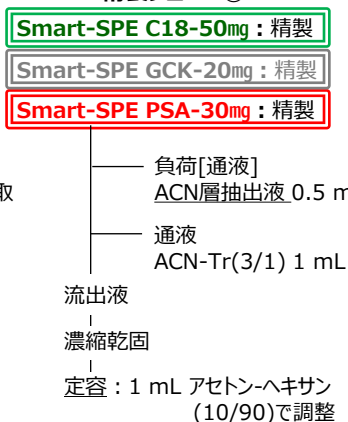 Smart-SPE C18-50㎎：精製
Smart-SPE GCK-20㎎：精製
Smart-SPE PSA-30㎎：精製
負荷[通液]
取
ACN層抽出液 0.5 m
通液
ACN-Tr(3/1) 1 mL
流出液
濃縮乾固
定容：1 mL アセトン-ヘキサン
(10/90)で調整